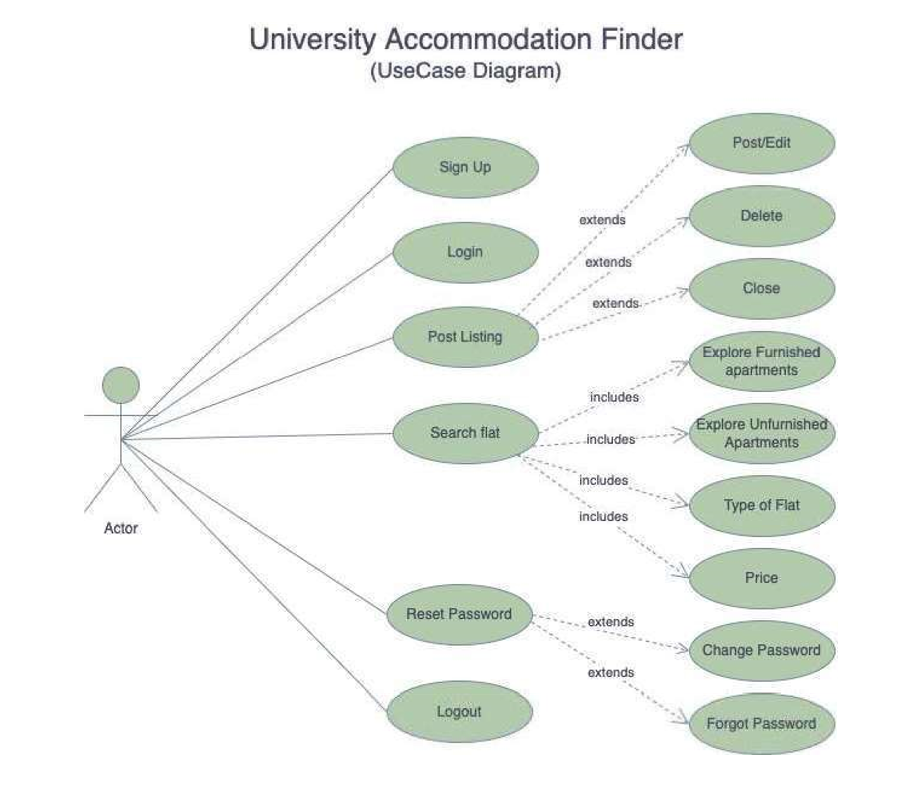 University Accommodation Finder
(UseCase Diagram)
Post/Edit
Sign Up
Delete
extends
Login
extends
Close
extends
Post Listing
Explore Furnished
apartments
includes
Search flat
Explore Unfurnished
Apartments
includes
includes
Type of Flat
includes
Actor
Price
Reset Password
extends
Change Password
extends
Logout
Forgot Password